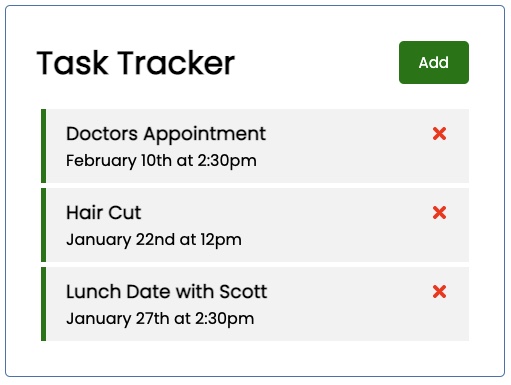 Task Tracker
Add
Doctors Appointment
February 10th at 2:30pm
Hair Cut
January 22nd at 12pm
Lunch Date with Scott
January 27th at 2:30pm